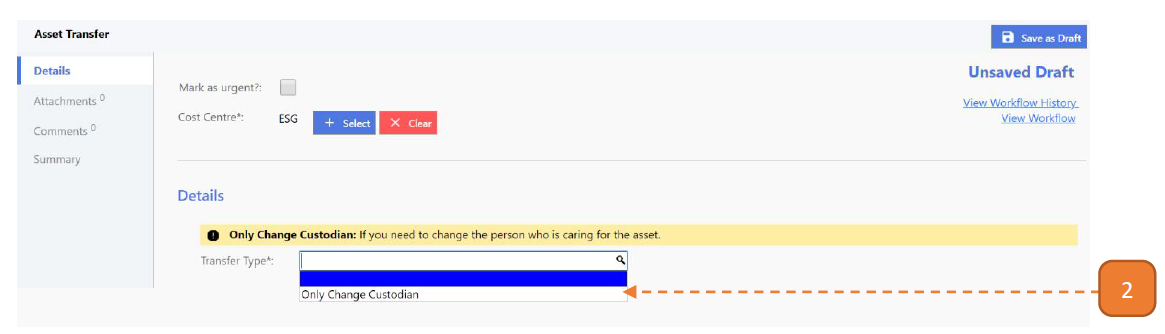 Asset Transfer
Save as Draft
Details
Attachments 0
Comments 0
Summary
Unsaved Draft
View Workflow History
View Workflow
Mark as urgent?:
Cost Centre*: ESG + Select ✕ Clear
Details
Only Change Custodian: If you need to change the person who is caring for the asset.
Transfer Type*:
Only Change Custodian
2